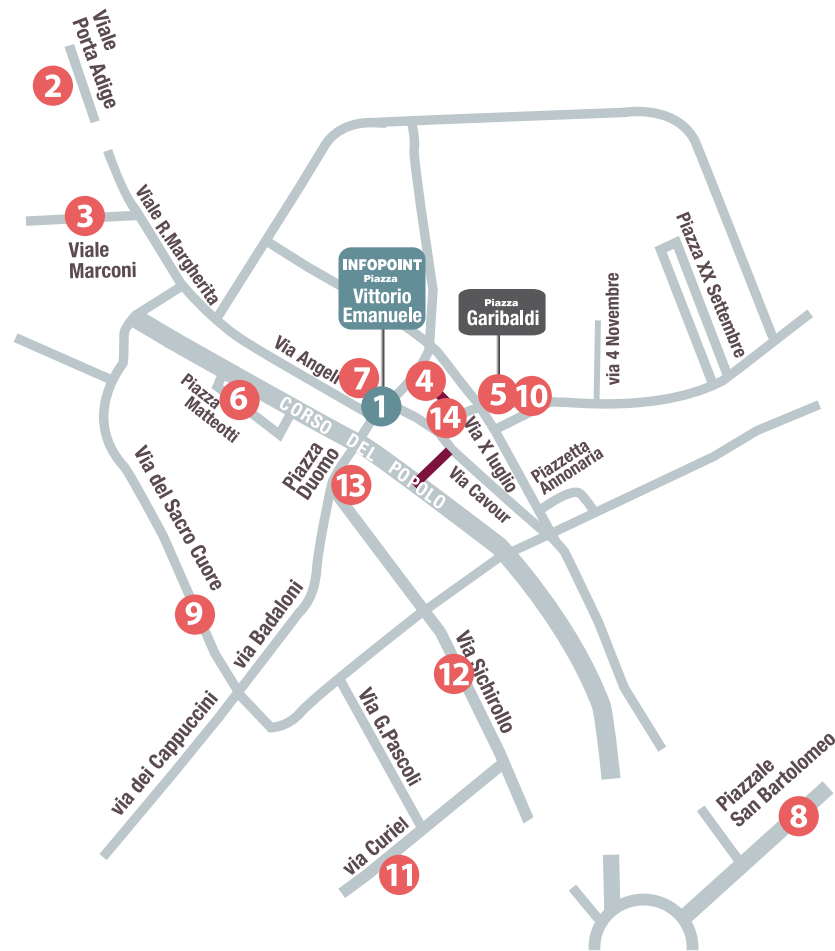 Viale
Porta Adige
2
Viale R.Margherita
3
Viale
Marconi
INFOPOINT
Piazza
Vittorio
Emanuele
Piazza
Garibaldi
via 4 Novembre
Piazza XX Settembre
Via Angeli
7
1
4
14
5
10
6
Piazza
Matteotti
CORSO DEL POPOLO
Via X luglio
Piazzetta
Annonaria
Via Cavour
Piazza
Duomo
13
Via del Sacro Cuore
9
via Badaloni
via dei Cappuccini
12
Via Sichirollo
Via G.Pascoli
via Curiel
11
Piazzale
San Bartolomeo
8